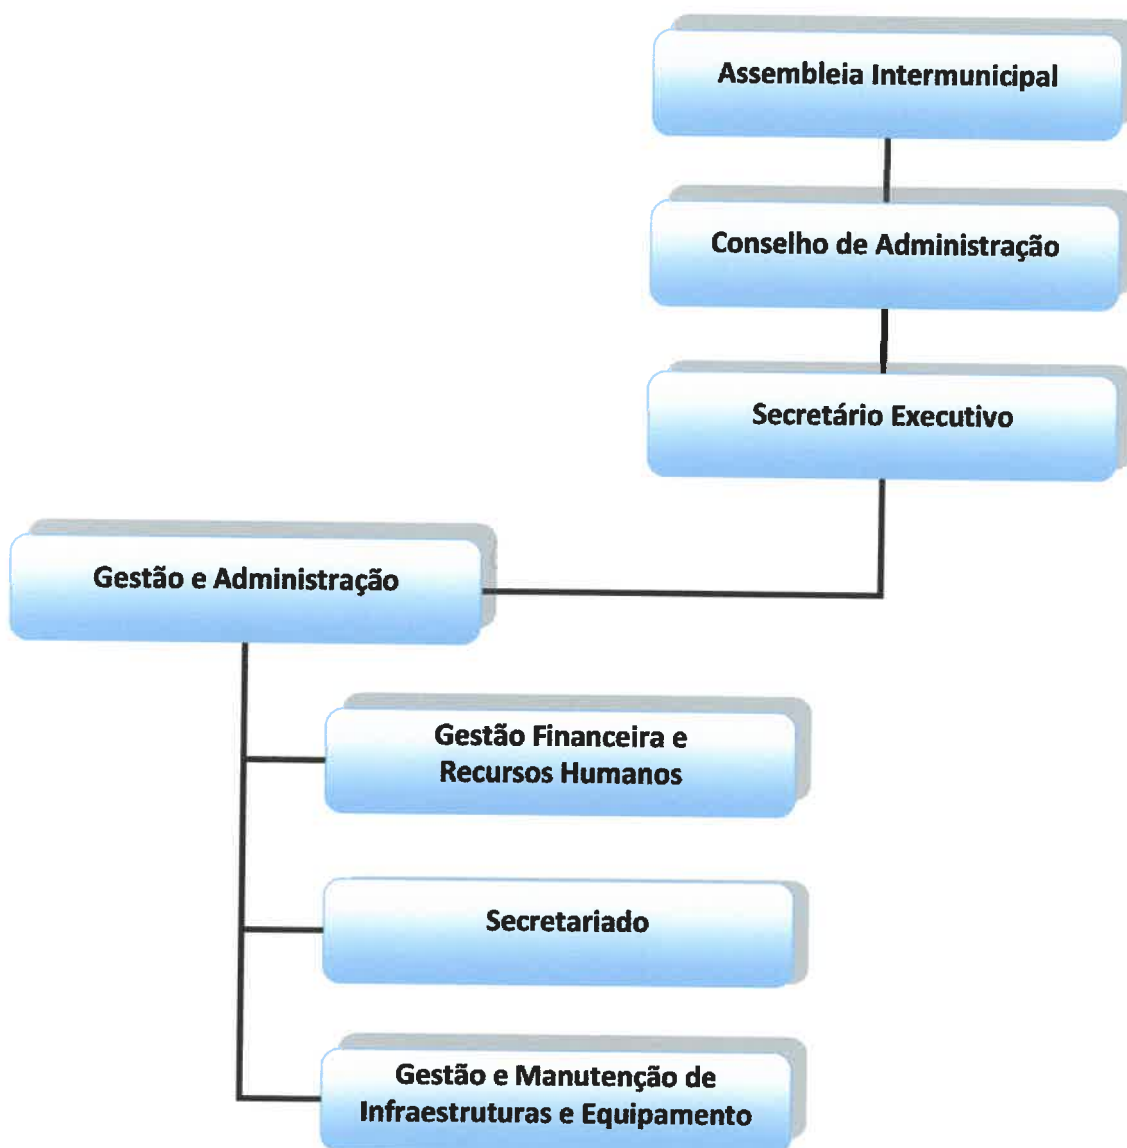 Assembleia Intermunicipal
Conselho de Administração
Secretário Executivo
Gestão e Administração
Gestão Financeira e
Recursos Humanos
Secretariado
Gestão e Manutenção de
Infraestruturas e Equipamento